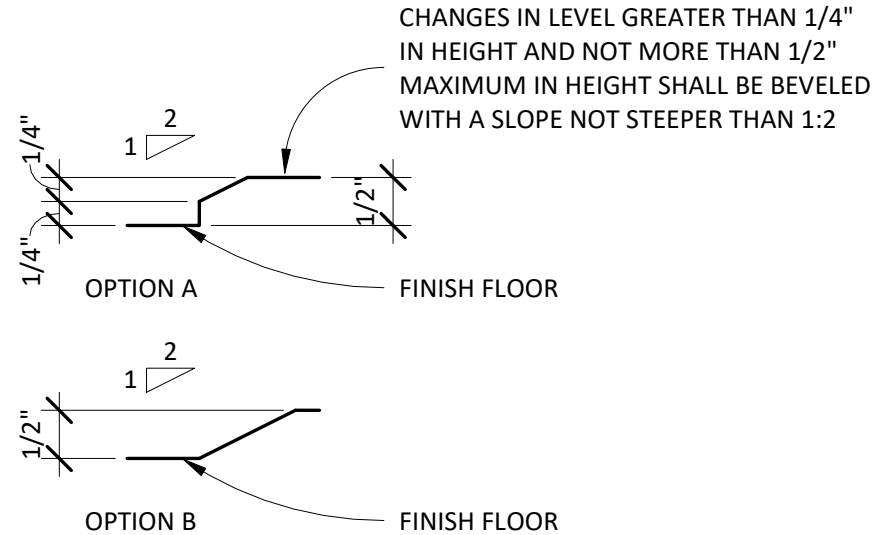 CHANGES IN LEVEL GREATER THAN 1/4"
IN HEIGHT AND NOT MORE THAN 1/2"
MAXIMUM IN HEIGHT SHALL BE BEVELED
WITH A SLOPE NOT STEEPER THAN 1:2
2
1
1/4"
1/4"
1/2"
OPTION A
FINISH FLOOR
2
1
1/2"
OPTION B
FINISH FLOOR